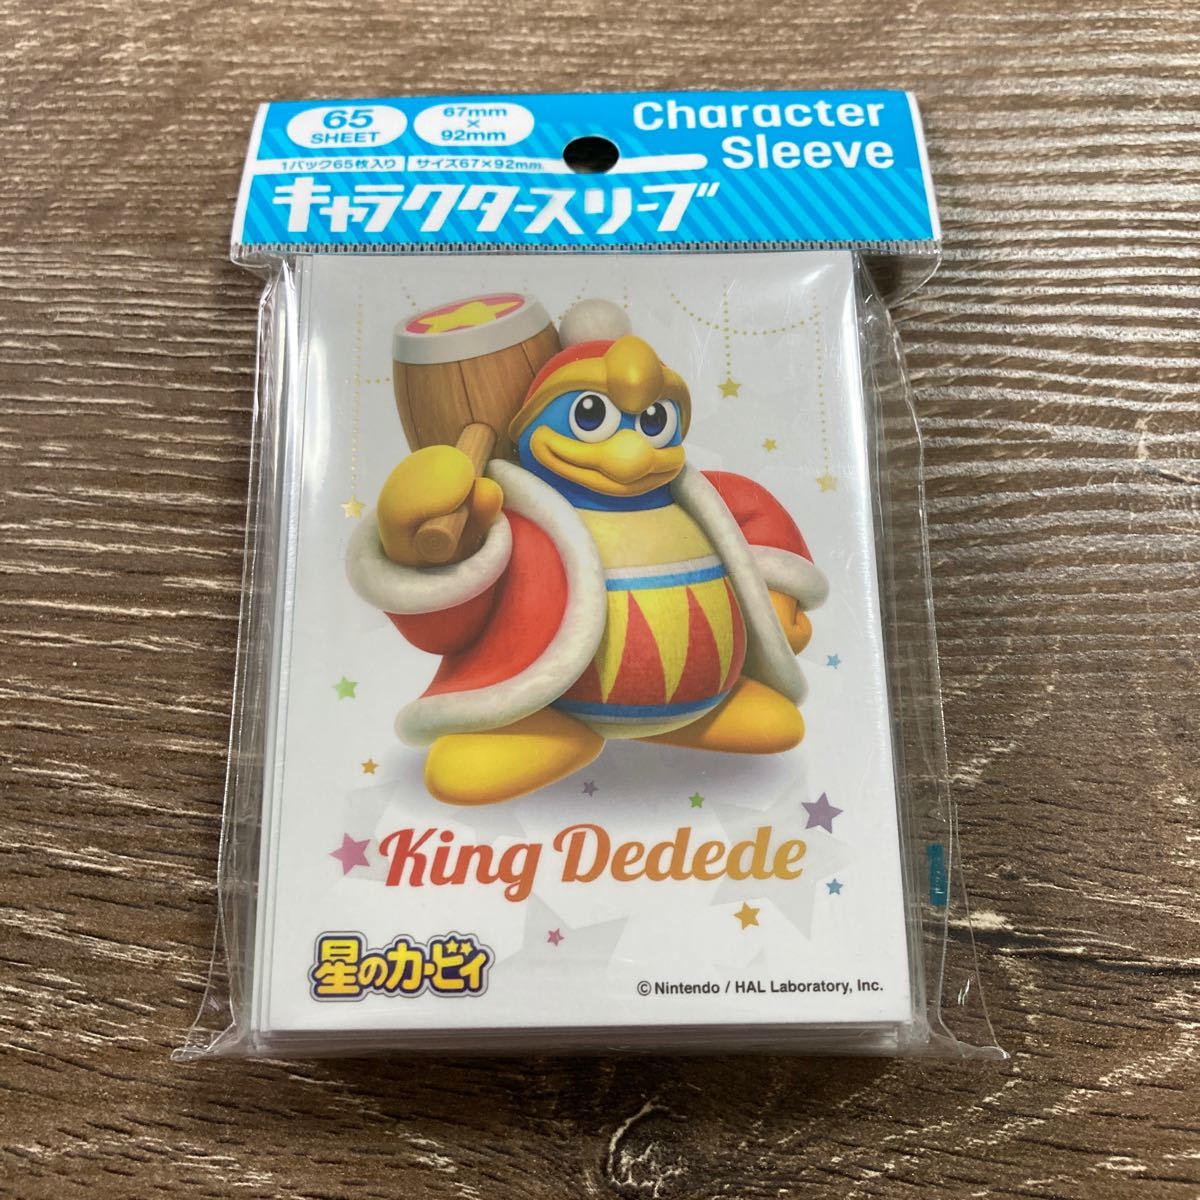 65
SHEET
67mm
×
92mm
Character
Sleeve
1パック65枚入り
サイズ67×92mm
キャラクタースリーブ
King Dedede
星のカービィ
©Nintendo / HAL Laboratory, Inc.